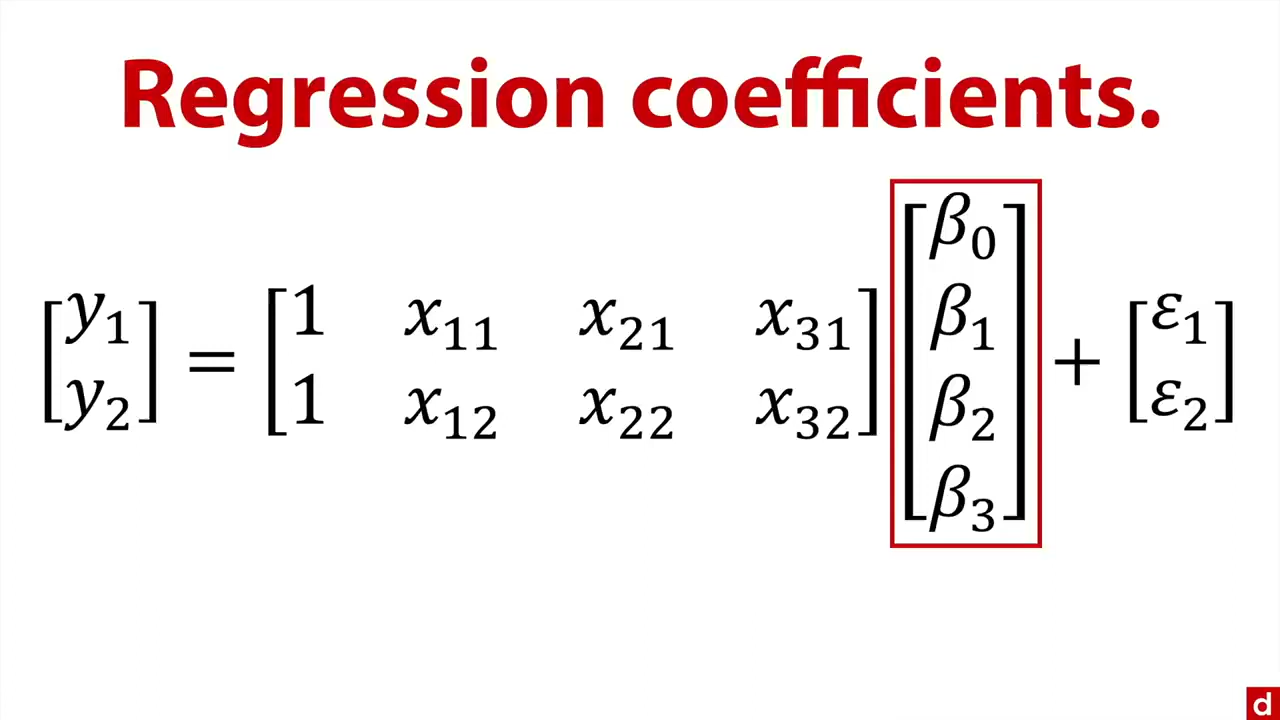 Regression coefficients.
[y₁ y₂] = [1 x₁₁ x₂₁ x₃₁ 1 x₁₂ x₂₂ x₃₂] [β₀ β₁ β₂ β₃] + [ε₁ ε₂]
d